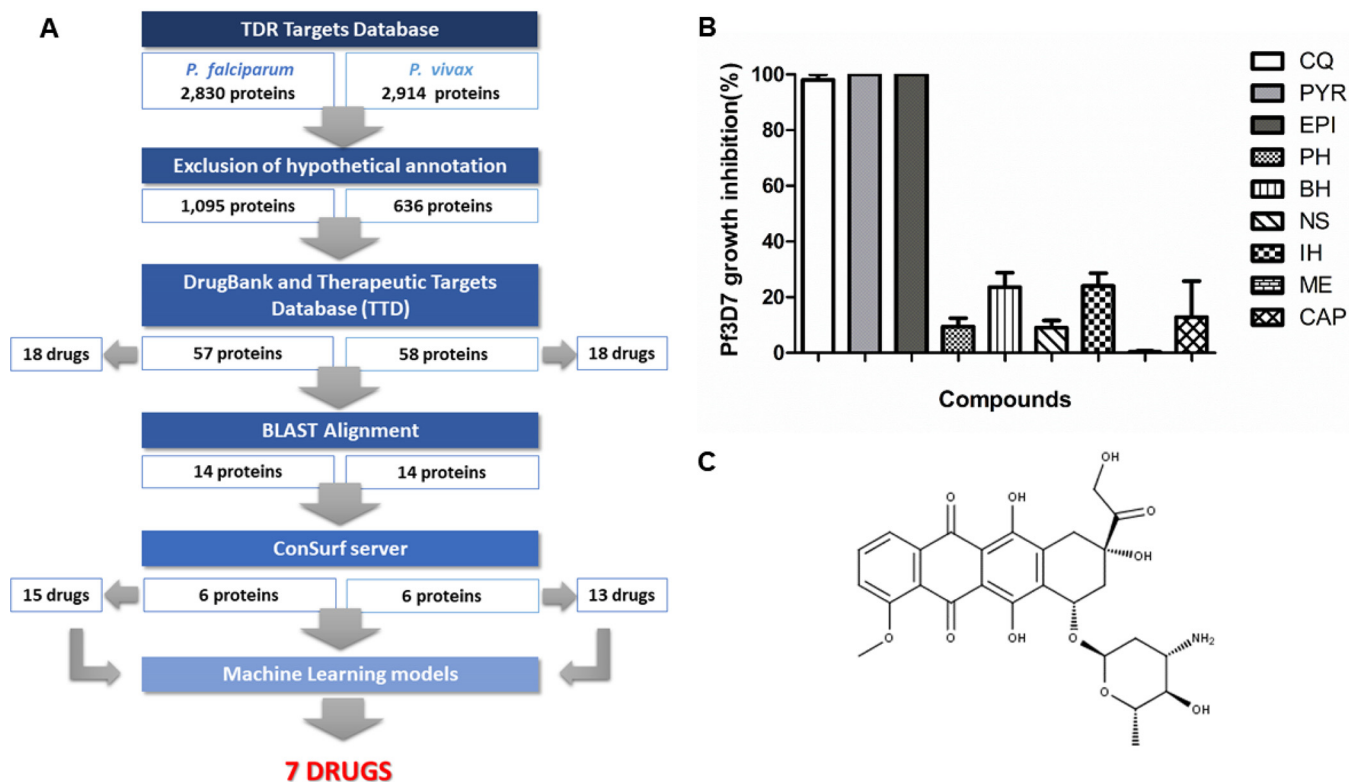 A
TDR Targets Database
P. falciparum
2,830 proteins
P. vivax
2,914 proteins
Exclusion of hypothetical annotation
1,095 proteins
636 proteins
DrugBank and Therapeutic Targets
Database (TTD)
18 drugs
57 proteins
58 proteins
18 drugs
BLAST Alignment
14 proteins
14 proteins
ConSurf server
15 drugs
6 proteins
6 proteins
13 drugs
Machine Learning models
7 DRUGS
B
Pf3D7 growth inhibition(%)
100
80
60
40
20
0
Compounds
CQ
PYR
EPI
PH
BH
NS
IH
ME
CAP
C
OH
O
OH
O
OH
O
O
OH
O
NH2
O
OH